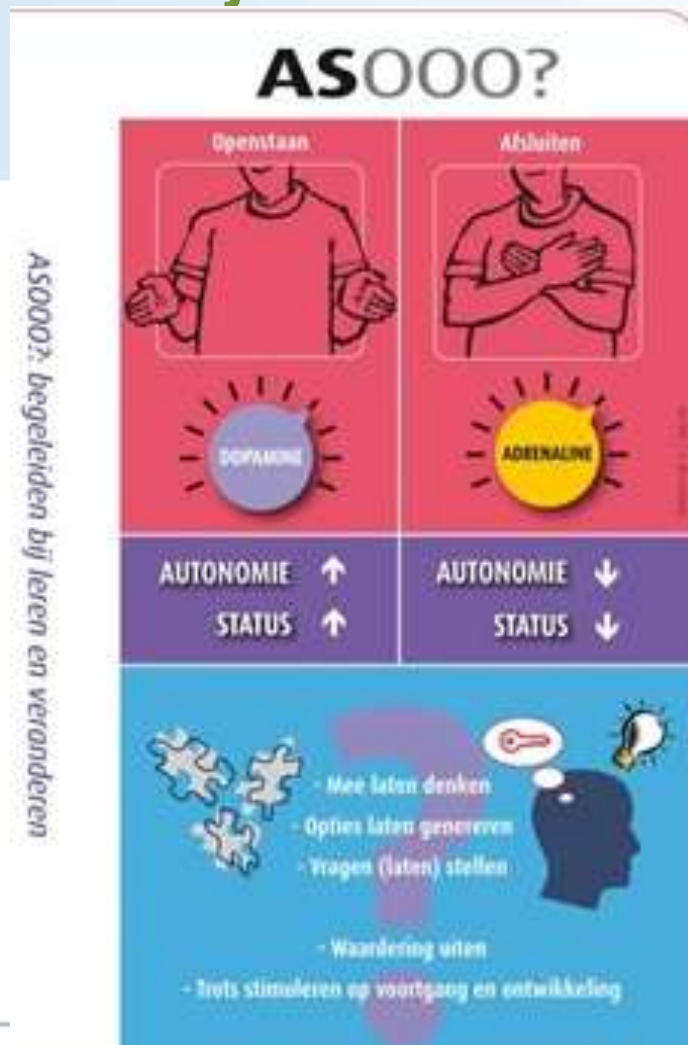 ASOOO?
Openstaan
Afsluiten
DOPAMINE
ADRENALINE
AUTONOMIE
STATUS
AUTONOMIE
STATUS
- Mee laten denken
- Opties laten genereren
- Vragen (laten) stellen
- Waardering uiten
- Trots stimuleren op voortgang en ontwikkeling
ASOOO?: begeleiden bij leren en veranderen